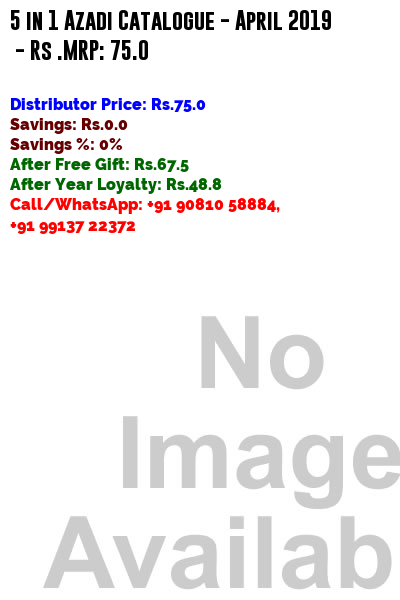 5 in 1 Azadi Catalogue - April 2019
- Rs .MRP: 75.0
Distributor Price: Rs.75.0
Savings: Rs.0.0
Savings %: 0%
After Free Gift: Rs.67.5
After Year Loyalty: Rs.48.8
Call/WhatsApp: +91 90810 58884,
+91 99137 22372
No
Image
Availab